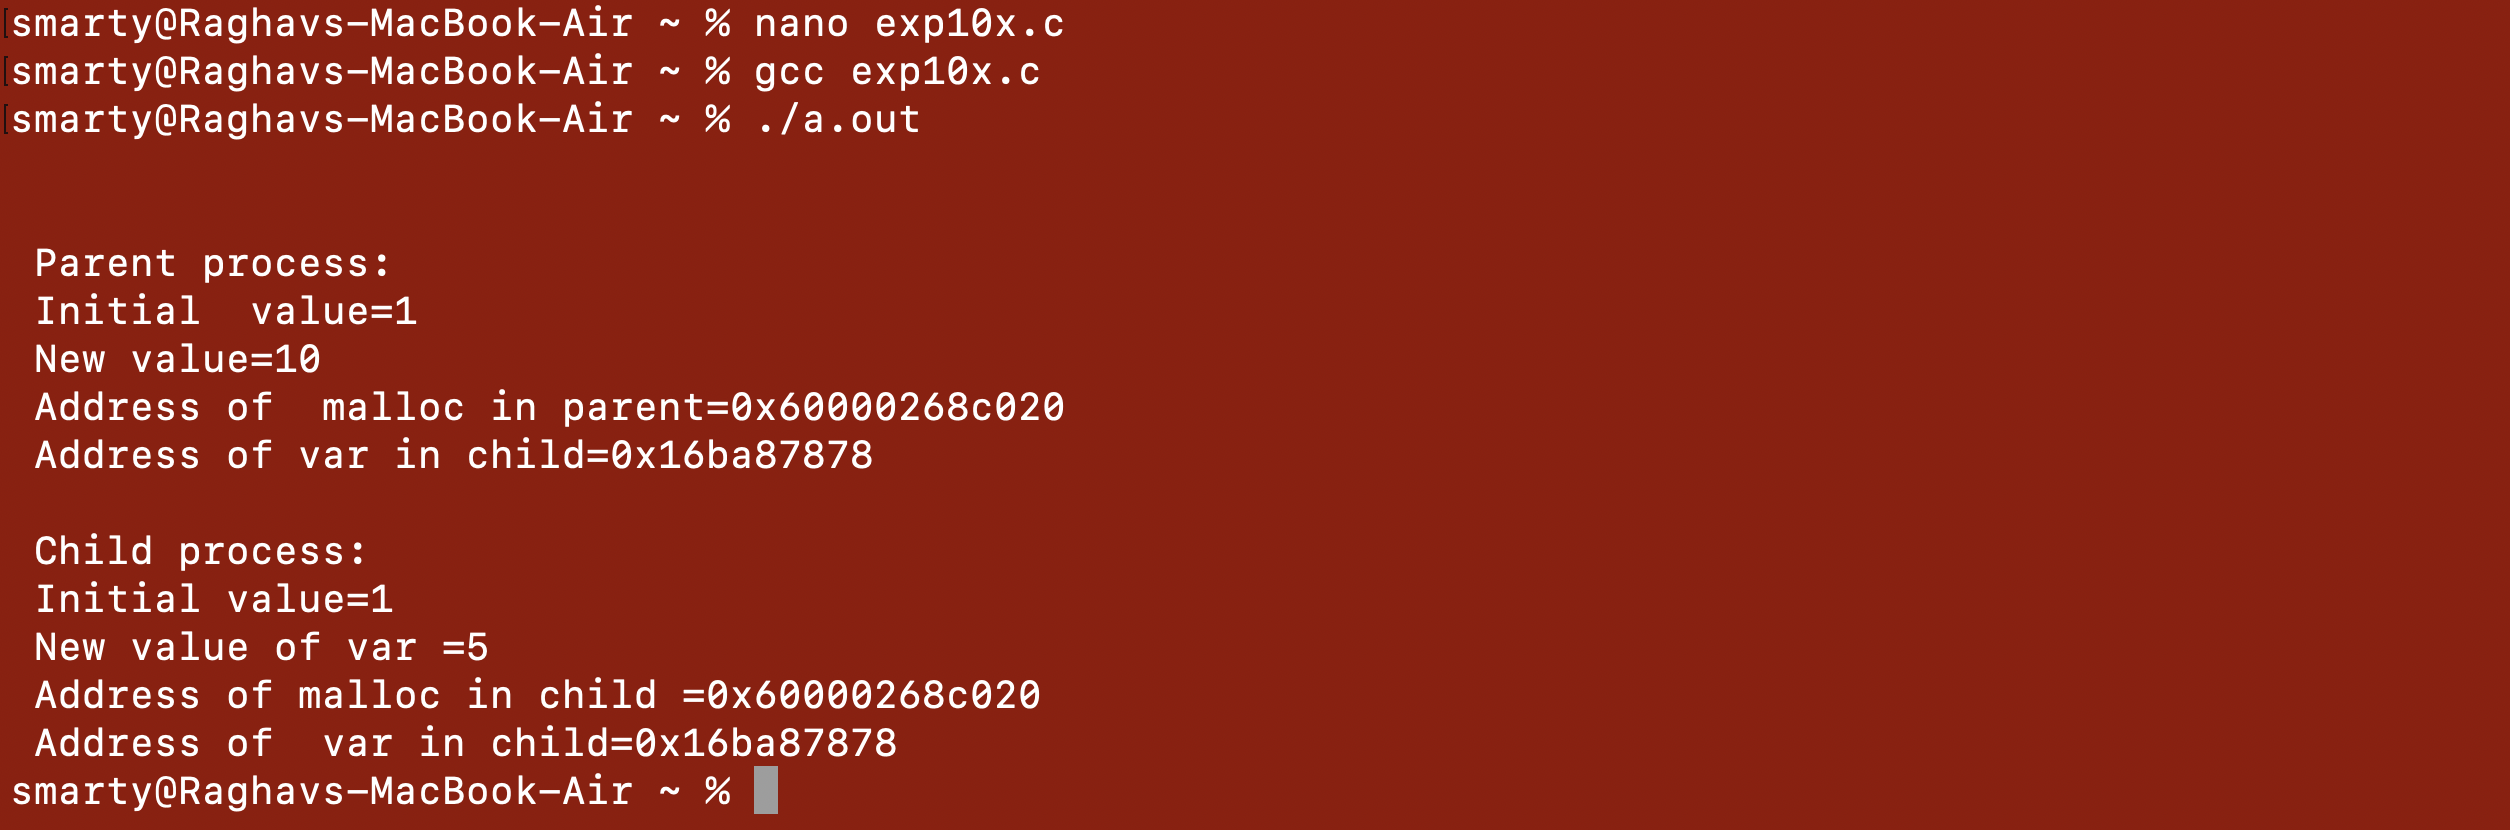 smarty@Raghavs-MacBook-Air ~ % nano exp10x.c
smarty@Raghavs-MacBook-Air ~ % gcc exp10x.c
smarty@Raghavs-MacBook-Air ~ % ./a.out
Parent process:
Initial  value=1
New value=10
Address of  malloc in parent=0x60000268c020
Address of var in child=0x16ba87878
Child process:
Initial value=1
New value of var =5
Address of malloc in child =0x60000268c020
Address of  var in child=0x16ba87878
smarty@Raghavs-MacBook-Air ~ %